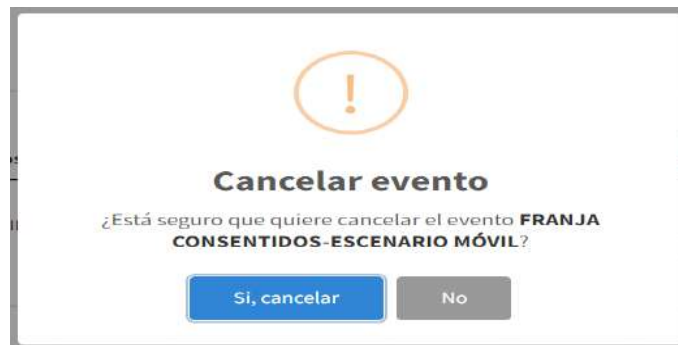 !
Cancelar evento
¿Está seguro que quiere cancelar el evento FRANJA
CONSENTIDOS-ESCENARIO MÓVIL?
Si, cancelar
No